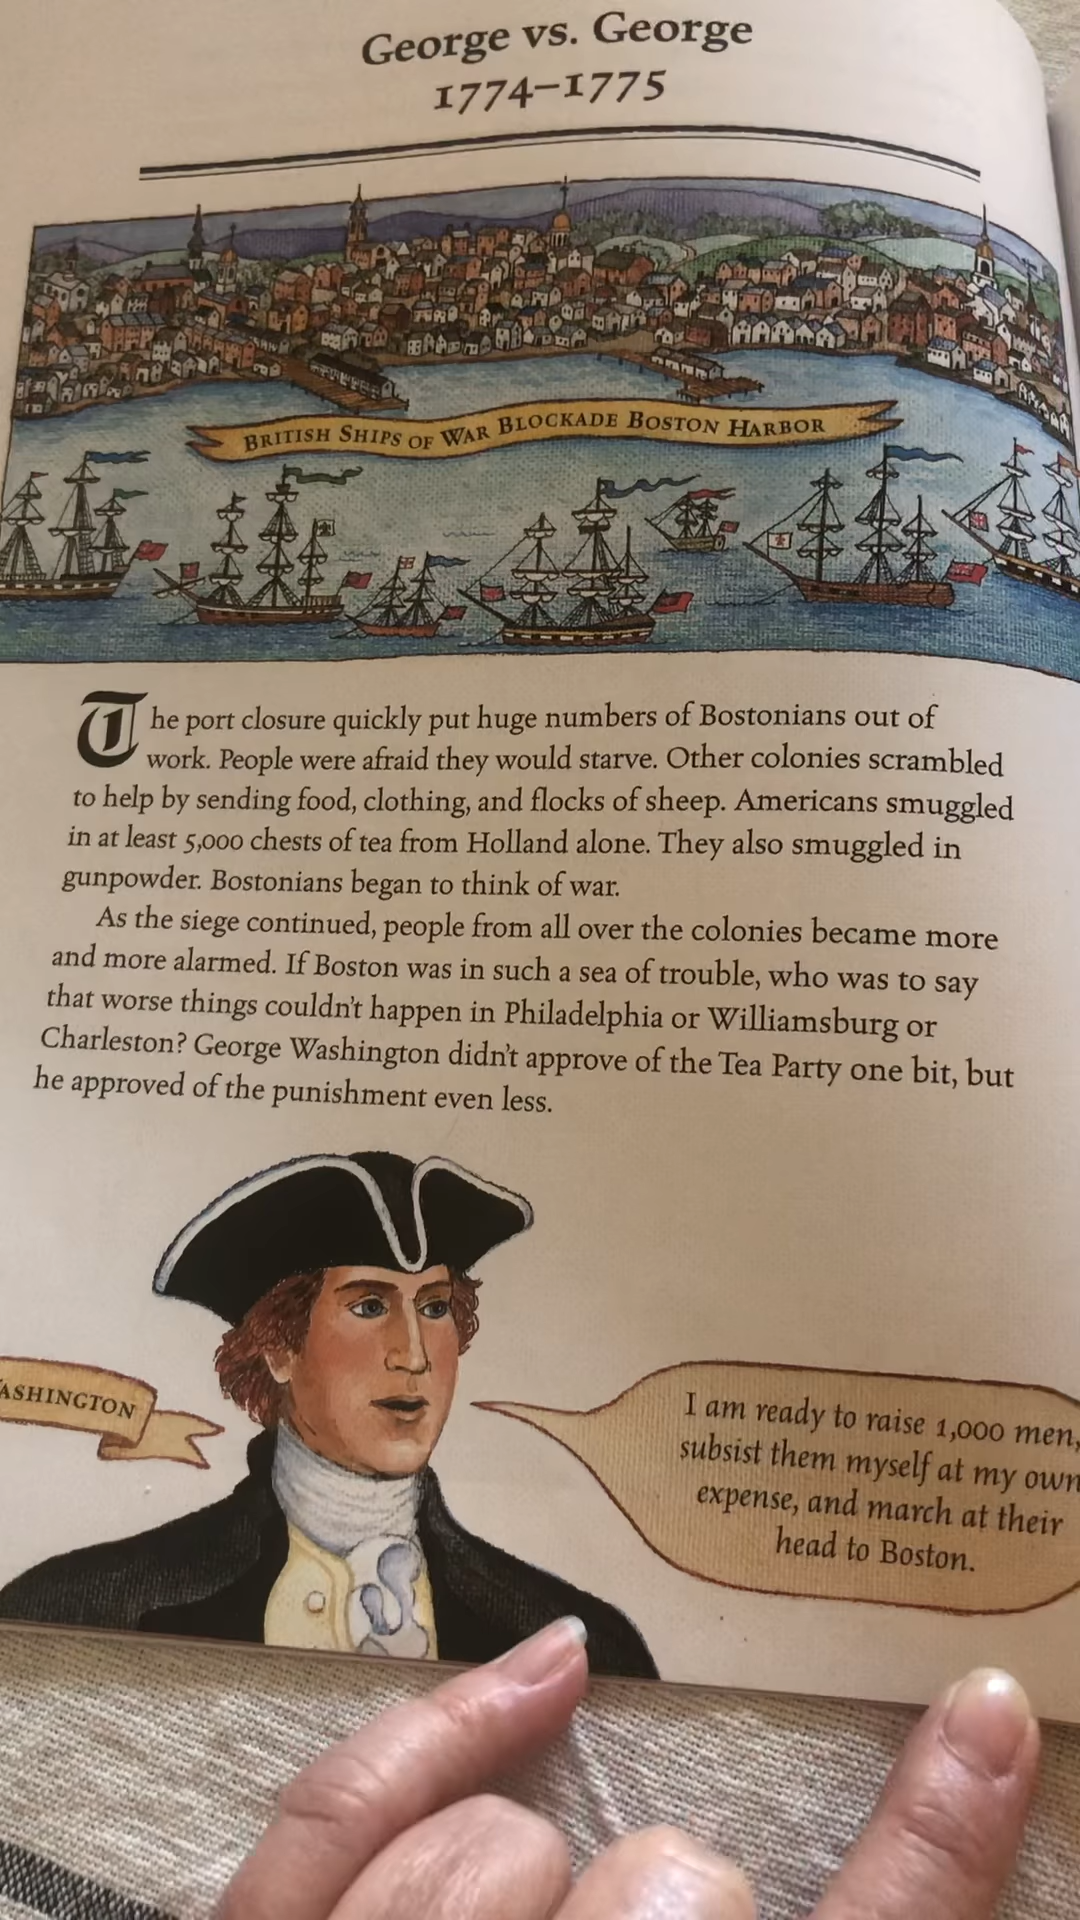 George vs. George
1774–1775
BRITISH SHIPS OF WAR BLOCKADE BOSTON HARBOR
The port closure quickly put huge numbers of Bostonians out of
work. People were afraid they would starve. Other colonies scrambled
to help by sending food, clothing, and flocks of sheep. Americans smuggled
in at least 5,000 chests of tea from Holland alone. They also smuggled in
gunpowder. Bostonians began to think of war.
As the siege continued, people from all over the colonies became more
and more alarmed. If Boston was in such a sea of trouble, who was to say
that worse things couldn't happen in Philadelphia or Williamsburg or
Charleston? George Washington didn't approve of the Tea Party one bit, but
he approved of the punishment even less.
ASHINGTON
I am ready to raise 1,000 men,
subsist them myself at my own
expense, and march at their
head to Boston.